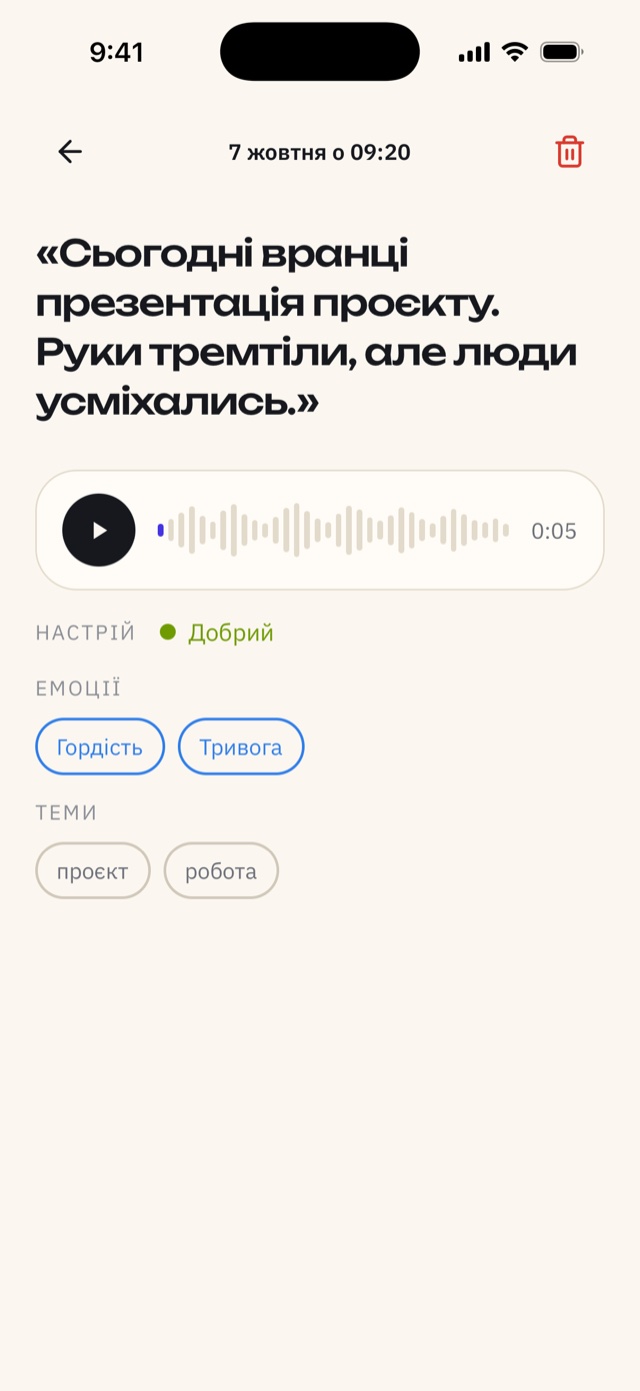 9:41
7 жовтня о 09:20
«Сьогодні вранці
презентація проєкту.
Руки тремтіли, але люди
усміхались.»
0:05
НАСТРІЙ Добрий
ЕМОЦІЇ
Гордість Тривога
ТЕМИ
проєкт робота